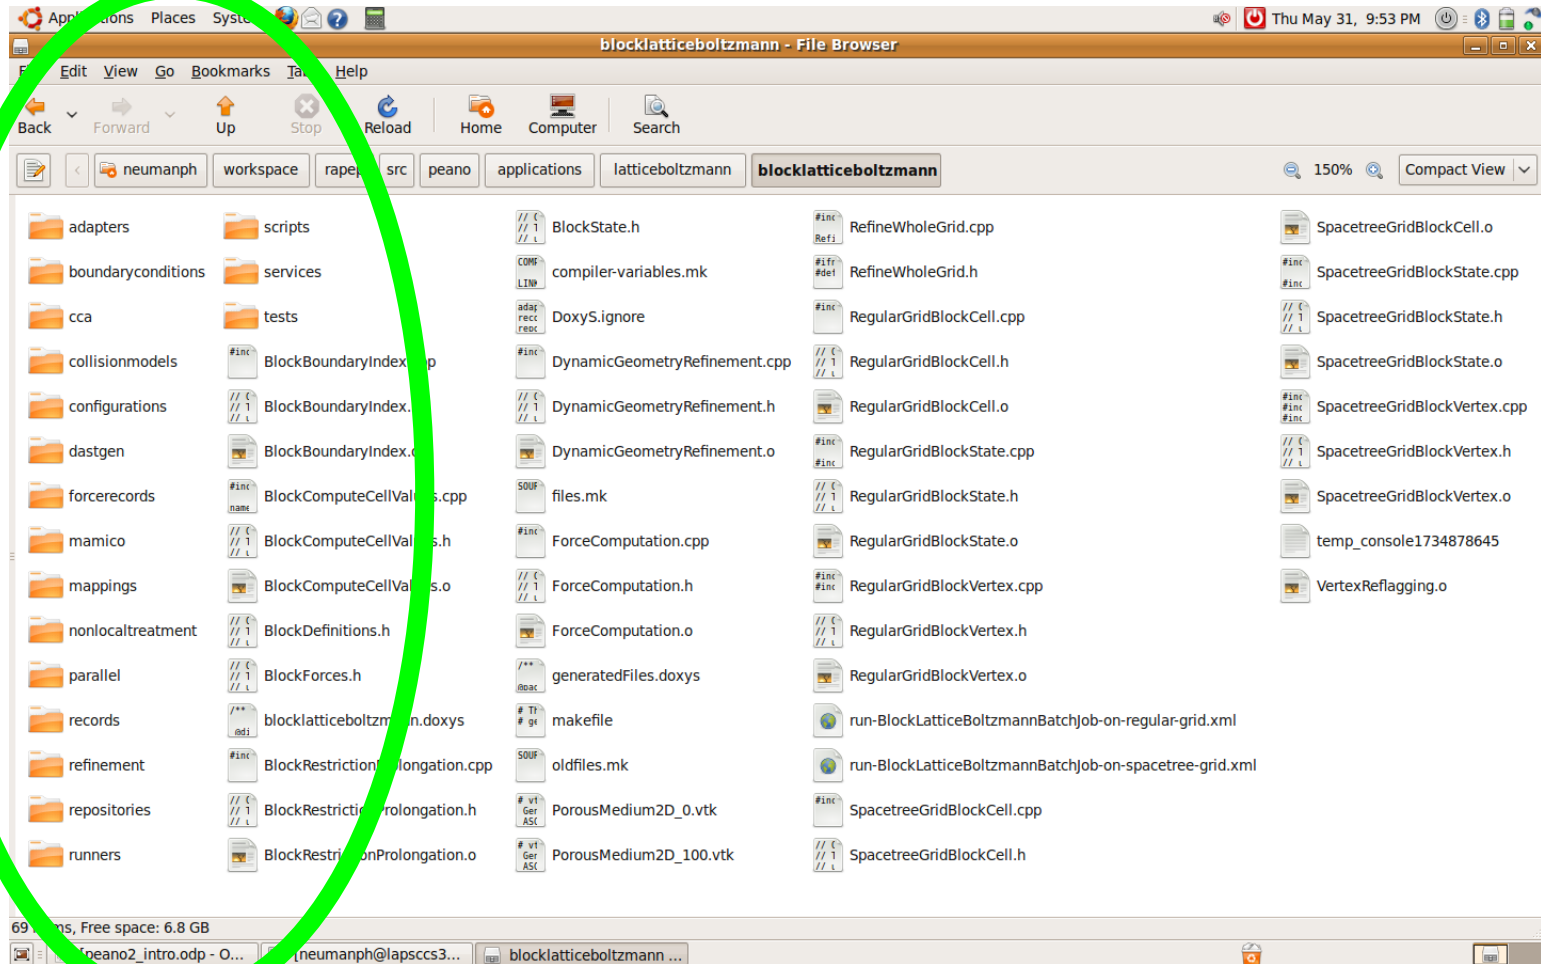 Places
Thu May 31, 9:53 PM
blocklatticeboltzmann - File Browser
Edit View Go Bookmarks Help
Back Forward Up Stop Reload Home Computer Search
neumanph workspace src peano applications latticeboltzmann blocklatticeboltzmann 150% Compact View
adapters
boundaryconditions
cca
collisionmodels
configurations
dastgen
forcerecords
mamico
mappings
nonlocaltreatment
parallel
records
refinement
repositories
runners
scripts
services
tests
BlockDefinitions.h
BlockForces.h
BlockState.h
compiler-variables.mk
DoxyS.ignore
DynamicGeometryRefinement.cpp
DynamicGeometryRefinement.h
DynamicGeometryRefinement.o
files.mk
ForceComputation.cpp
ForceComputation.h
ForceComputation.o
generatedFiles.doxys
makefile
oldfiles.mk
PorousMedium2D_0.vtk
PorousMedium2D_100.vtk
RefineWholeGrid.cpp
RefineWholeGrid.h
RegularGridBlockCell.cpp
RegularGridBlockCell.h
RegularGridBlockCell.o
RegularGridBlockState.cpp
RegularGridBlockState.h
RegularGridBlockState.o
RegularGridBlockVertex.cpp
RegularGridBlockVertex.h
RegularGridBlockVertex.o
run-BlockLatticeBoltzmannBatchJob-on-regular-grid.xml
run-BlockLatticeBoltzmannBatchJob-on-spacetree-grid.xml
SpacetreeGridBlockCell.cpp
SpacetreeGridBlockCell.h
SpacetreeGridBlockCell.o
SpacetreeGridBlockState.cpp
SpacetreeGridBlockState.h
SpacetreeGridBlockState.o
SpacetreeGridBlockVertex.cpp
SpacetreeGridBlockVertex.h
SpacetreeGridBlockVertex.o
temp_console1734878645
VertexReflagging.o
69 Free space: 6.8 GB
peano2_intro.odp - O... [neumanph@lapsccs3... blocklatticeboltzmann ...